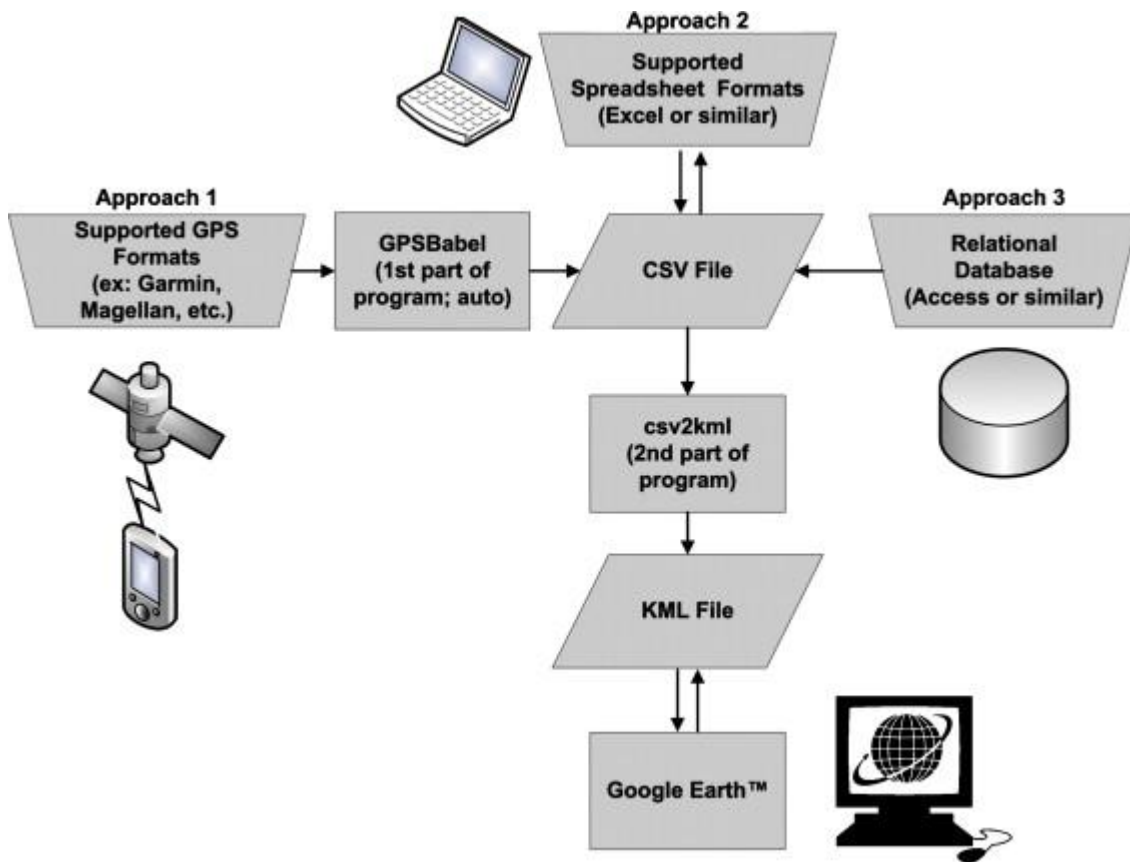 Approach 2
Supported
Spreadsheet Formats
(Excel or similar)
Approach 1
Supported GPS
Formats
(ex: Garmin,
Magellan, etc.)
GPSBabel
(1st part of
program; auto)
CSV File
Approach 3
Relational
Database
(Access or similar)
csv2kml
(2nd part of
program)
KML File
Google Earth™